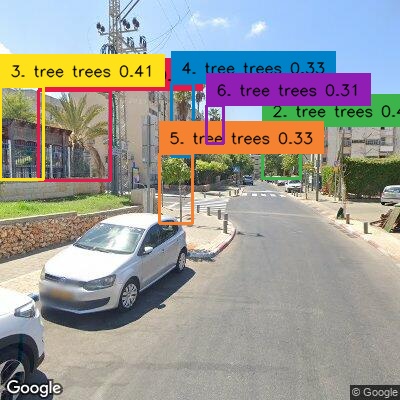 3. tree trees 0.41
4. tree trees 0.33
6. tree trees 0.31
2. tree trees 0.4
5. tree trees 0.33
Google
© Google